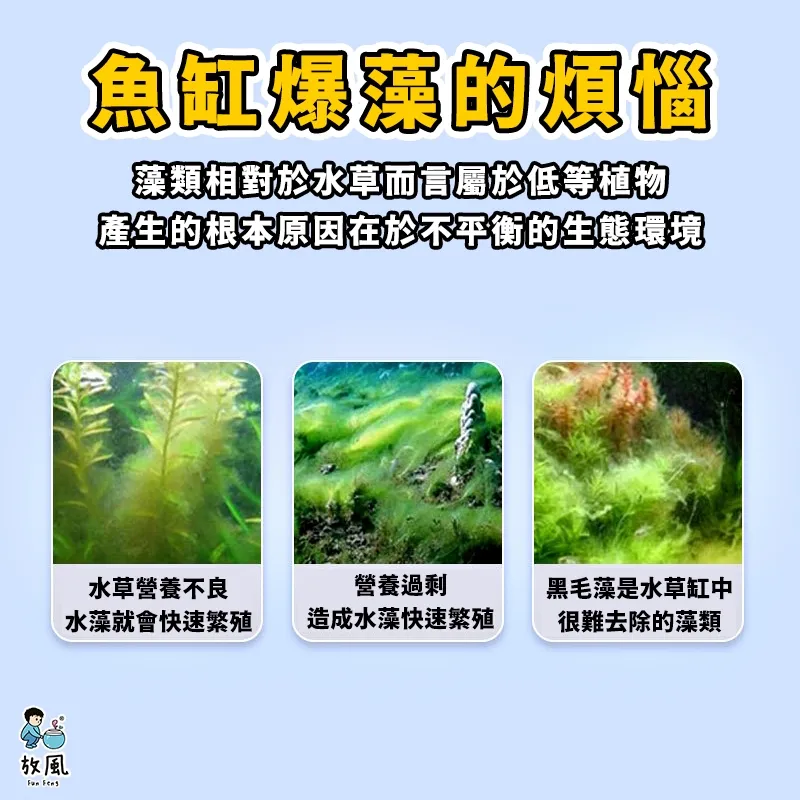 魚缸爆藻的煩惱
藻類相對於水草而言屬於低等植物
產生的根本原因在於不平衡的生態環境
水草營養不良
水藻就會快速繁殖
營養過剩
造成水藻快速繁殖
黑毛藻是水草缸中
很難去除的藻類
放風
Fun Feng